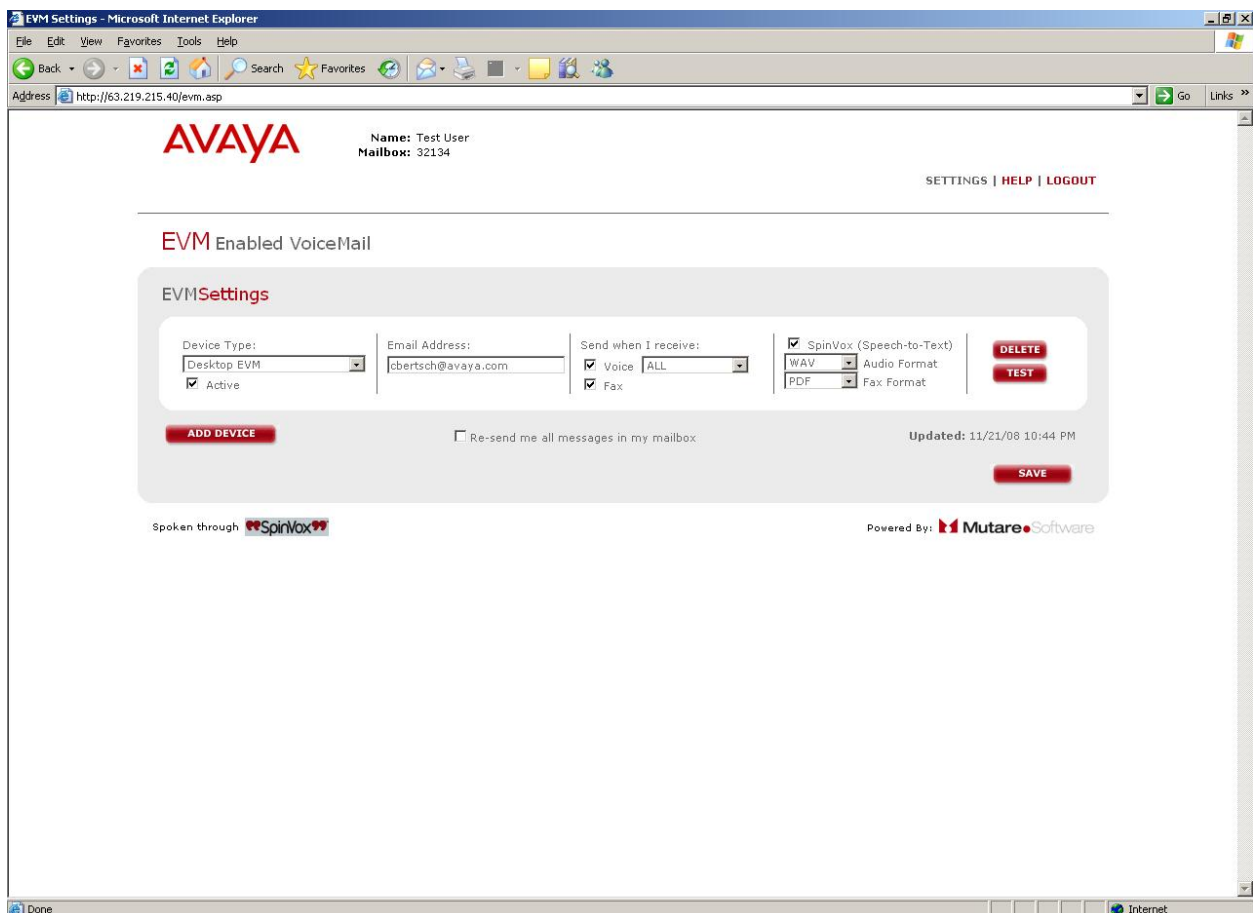 EVM Settings - Microsoft Internet Explorer
File Edit View Favorites Tools Help
Back Search Favorites
Address http://63.219.215.40/evm.asp Go Links »
AVAYA
Name: Test User
Mailbox: 32134
SETTINGS | HELP | LOGOUT
EVM Enabled VoiceMail
EVMSettings
Device Type: Email Address: Send when I receive: SpinVox (Speech-to-Text) DELETE
Desktop EVM cbertsch@avaya.com Voice ALL WAV Audio Format TEST
Active Fax PDF Fax Format
ADD DEVICE Re-send me all messages in my mailbox Updated: 11/21/08 10:44 PM
SAVE
Spoken through SpinVox Powered By: Mutare Software
Done Internet